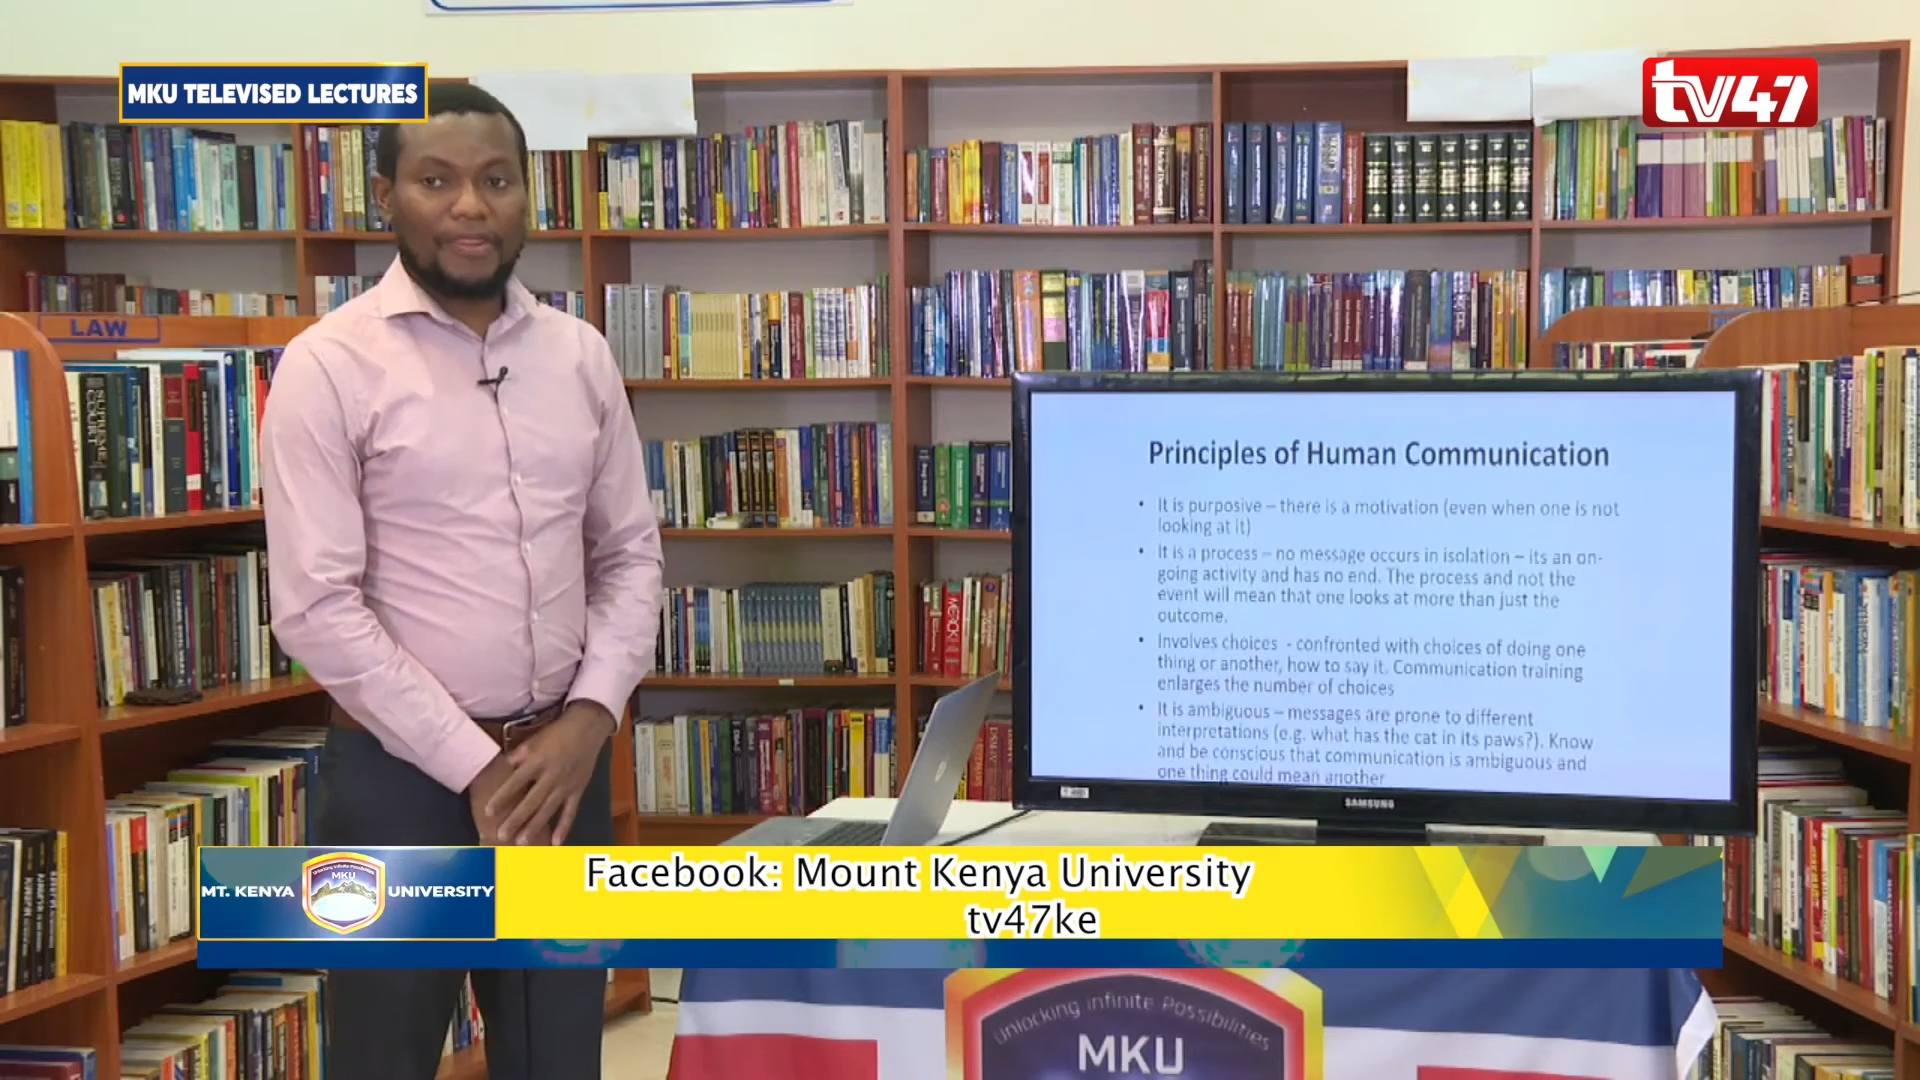 MKU TELEVISED LECTURES
tv47
LAW
SUPREME
COURT
Principles of Human Communication
• It is purposive – there is a motivation (even when one is not
looking at it)
• It is a process – no message occurs in isolation – its an on-
going activity and has no end. The process and not the
event will mean that one looks at more than just the
outcome.
• Involves choices - confronted with choices of doing one
thing or another, how to say it. Communication training
enlarges the number of choices
• It is ambiguous – messages are prone to different
interpretations (e.g. what has the cat in its paws?). Know
and be conscious that communication is ambiguous and
one thing could mean another
SAMSUNG
MT. KENYA
Unlocking Infinite Possibilities
MKU
UNIVERSITY
Facebook: Mount Kenya University
tv47ke
Unlocking Infinite Possibilities
MKU